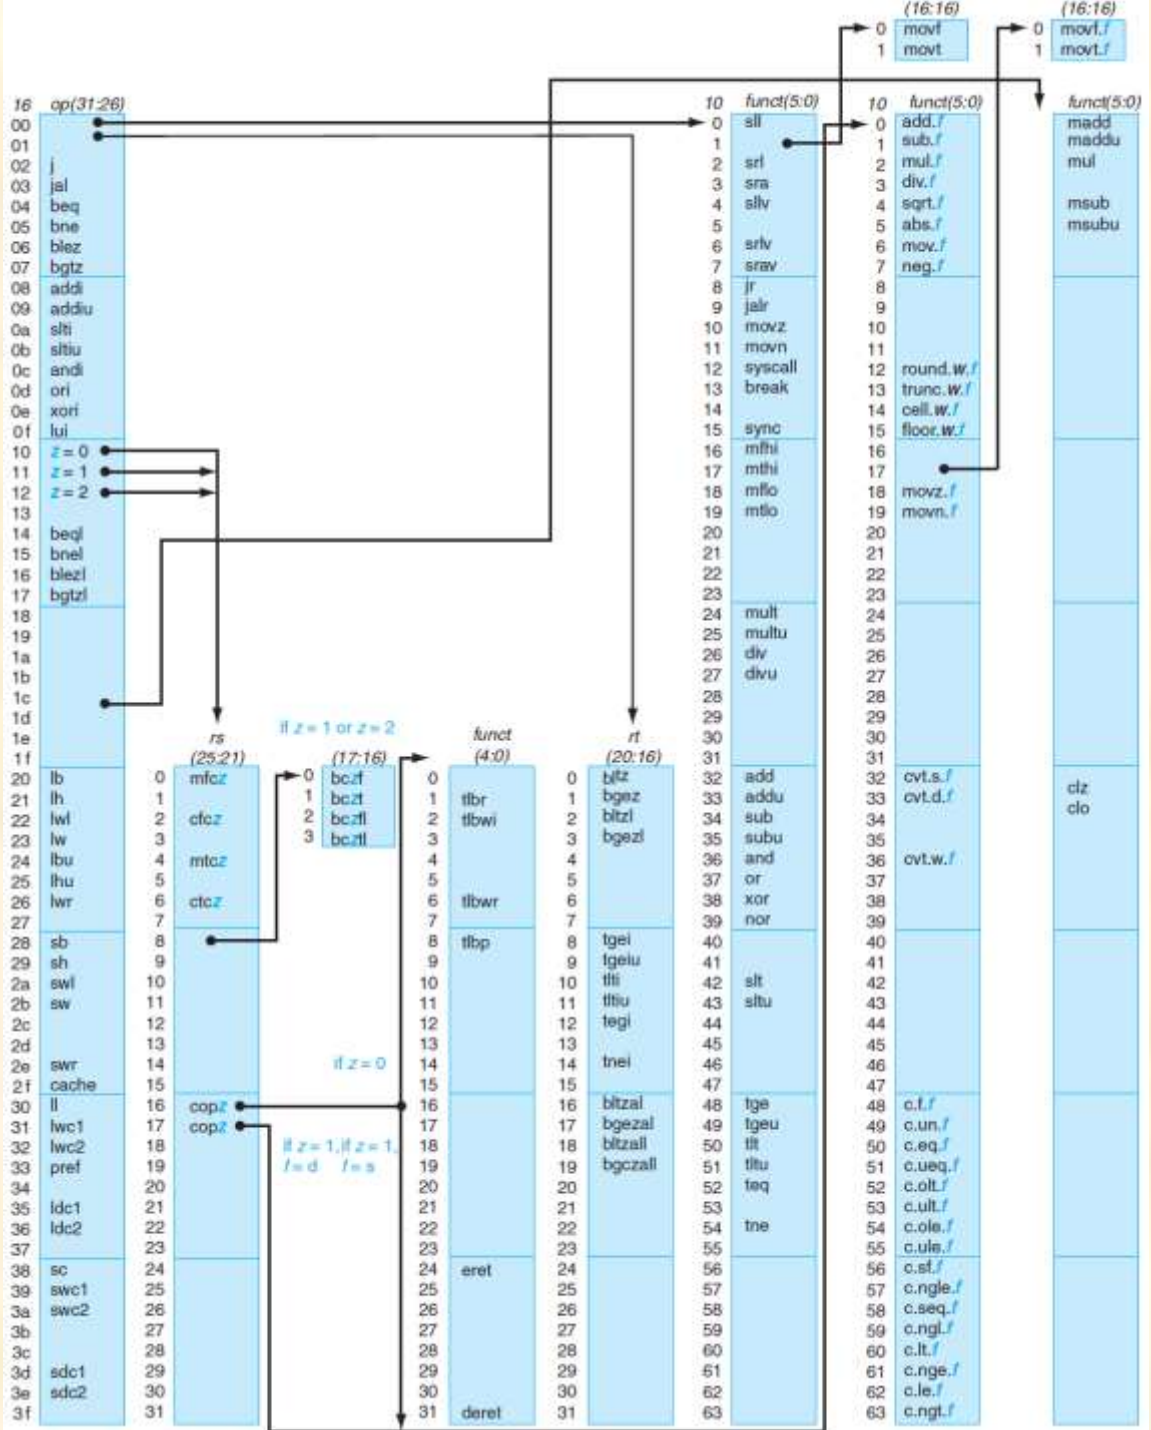 (16:16)
0 movf
1 movt
(16:16)
0 movf.f
1 movt.f
16 op(31:26)
00
01
02 j
03 jal
04 beq
05 bne
06 blez
07 bgtz
08 addi
09 addiu
0a slti
0b sltiu
0c andi
0d ori
0e xori
0f lui
10 z = 0
11 z = 1
12 z = 2
13
14 beql
15 bnel
16 blezl
17 bgtzl
18
19
1a
1b
1c
1d
1e
1f
20 lb
21 lh
22 lwl
23 lw
24 lbu
25 lhu
26 lwr
27
28 sb
29 sh
2a swl
2b sw
2c
2d
2e swr
2f cache
30 ll
31 lwc1
32 lwc2
33 pref
34
35 ldc1
36 ldc2
37
38 sc
39 swc1
3a swc2
3b
3c
3d sdc1
3e sdc2
3f
rs
(25:21)
0 mfcz
1
2 cfcz
3
4 mtcz
5
6 ctcz
7
8
9
10
11
12
13
14
15
16 copz
17 copz
18
19
20
21
22
23
24
25
26
27
28
29
30
31
if z = 1 or z = 2
(17:16)
0 bczf
1 bczt
2 bczfl
3 bcztl
if z = 0
if z = 1, if z = 1,
f = d f = s
funct
(4:0)
0
1 tlbr
2 tlbwi
3
4
5
6 tlbwr
7
8 tlbp
9
10
11
12
13
14
15
16
17
18
19
20
21
22
23
24 eret
25
26
27
28
29
30
31 deret
rt
(20:16)
0 bltz
1 bgez
2 bltzl
3 bgezl
4
5
6
7
8 tgei
9 tgeiu
10 tlti
11 tltiu
12 tegi
13
14 tnei
15
16 bltzal
17 bgezal
18 bltzall
19 bgczall
20
21
22
23
24
25
26
27
28
29
30
31
10 funct(5:0)
0 sll
1
2 srl
3 sra
4 sllv
5
6 srlv
7 srav
8 jr
9 jalr
10 movz
11 movn
12 syscall
13 break
14
15 sync
16 mfhi
17 mthi
18 mflo
19 mtlo
20
21
22
23
24 mult
25 multu
26 div
27 divu
28
29
30
31
32 add
33 addu
34 sub
35 subu
36 and
37 or
38 xor
39 nor
40
41
42 slt
43 sltu
44
45
46
47
48 tge
49 tgeu
50 tlt
51 tltu
52 teq
53
54 tne
55
56
57
58
59
60
61
62
63
10 funct(5:0)
0 add.f
1 sub.f
2 mul.f
3 div.f
4 sqrt.f
5 abs.f
6 mov.f
7 neg.f
8
9
10
11
12 round.w.f
13 trunc.w.f
14 cell.w.f
15 floor.w.f
16
17
18 movz.f
19 movn.f
20
21
22
23
24
25
26
27
28
29
30
31
32 cvt.s.f
33 cvt.d.f
34
35
36 cvt.w.f
37
38
39
40
41
42
43
44
45
46
47
48 c.f.f
49 c.un.f
50 c.eq.f
51 c.ueq.f
52 c.olt.f
53 c.ult.f
54 c.ole.f
55 c.ule.f
56 c.sf.f
57 c.ngle.f
58 c.seq.f
59 c.ngl.f
60 c.lt.f
61 c.nge.f
62 c.le.f
63 c.ngt.f
funct(5:0)
madd
maddu
mul
msub
msubu
clz
clo